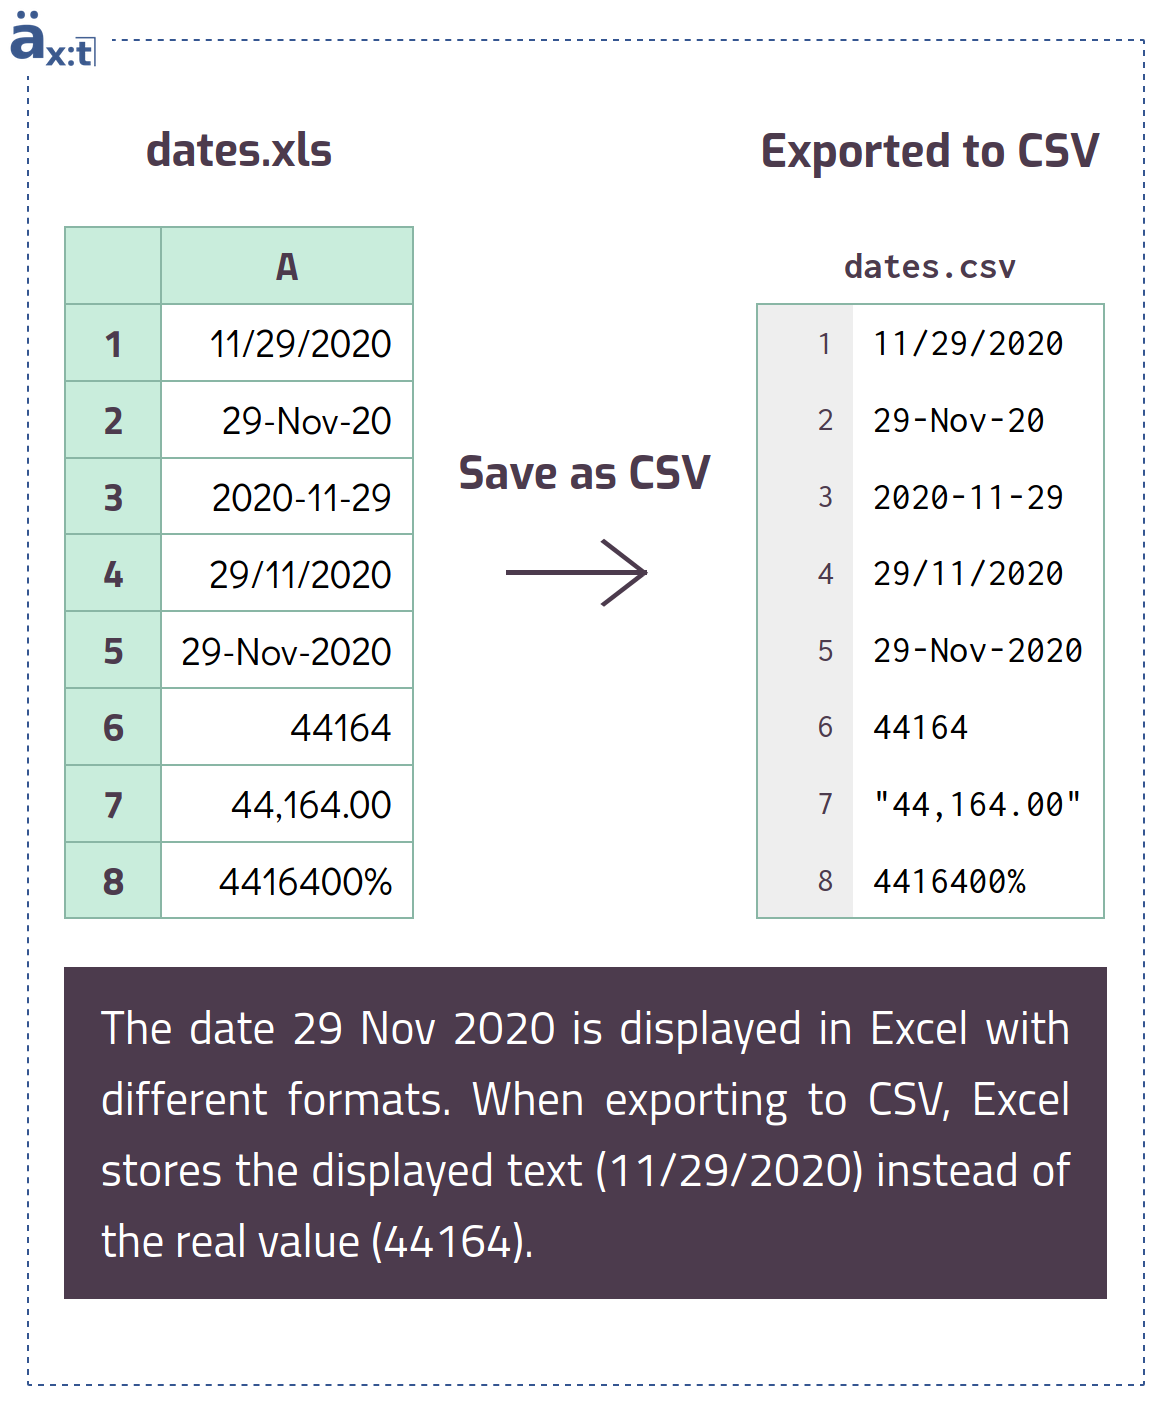 äx:t
dates.xls
Exported to CSV
A
dates.csv
1 11/29/2020
2 29-Nov-20
3 2020-11-29
4 29/11/2020
5 29-Nov-2020
6 44164
7 44,164.00
8 4416400%
Save as CSV
1 11/29/2020
2 29-Nov-20
3 2020-11-29
4 29/11/2020
5 29-Nov-2020
6 44164
7 "44,164.00"
8 4416400%
The date 29 Nov 2020 is displayed in Excel with
different formats. When exporting to CSV, Excel
stores the displayed text (11/29/2020) instead of
the real value (44164).